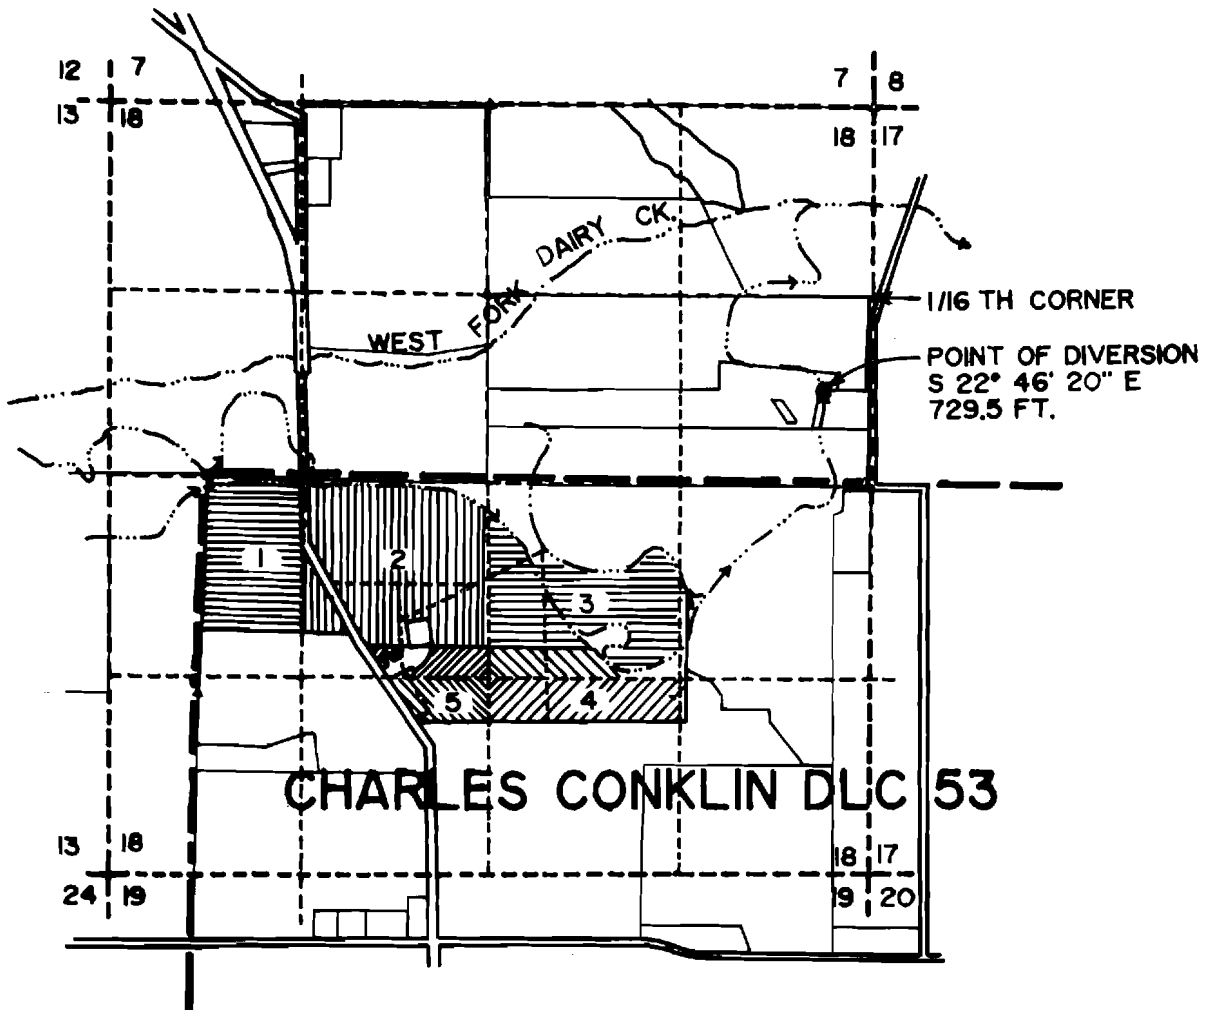 12 7
7 8
13 18
18 17
WEST FORK DAIRY CK.
1/16 TH CORNER
POINT OF DIVERSION
S 22° 46' 20" E
729.5 FT.
1
2
3
5
4
CHARLES CONKLIN DLC 53
13 18
18 17
24 19
19 20